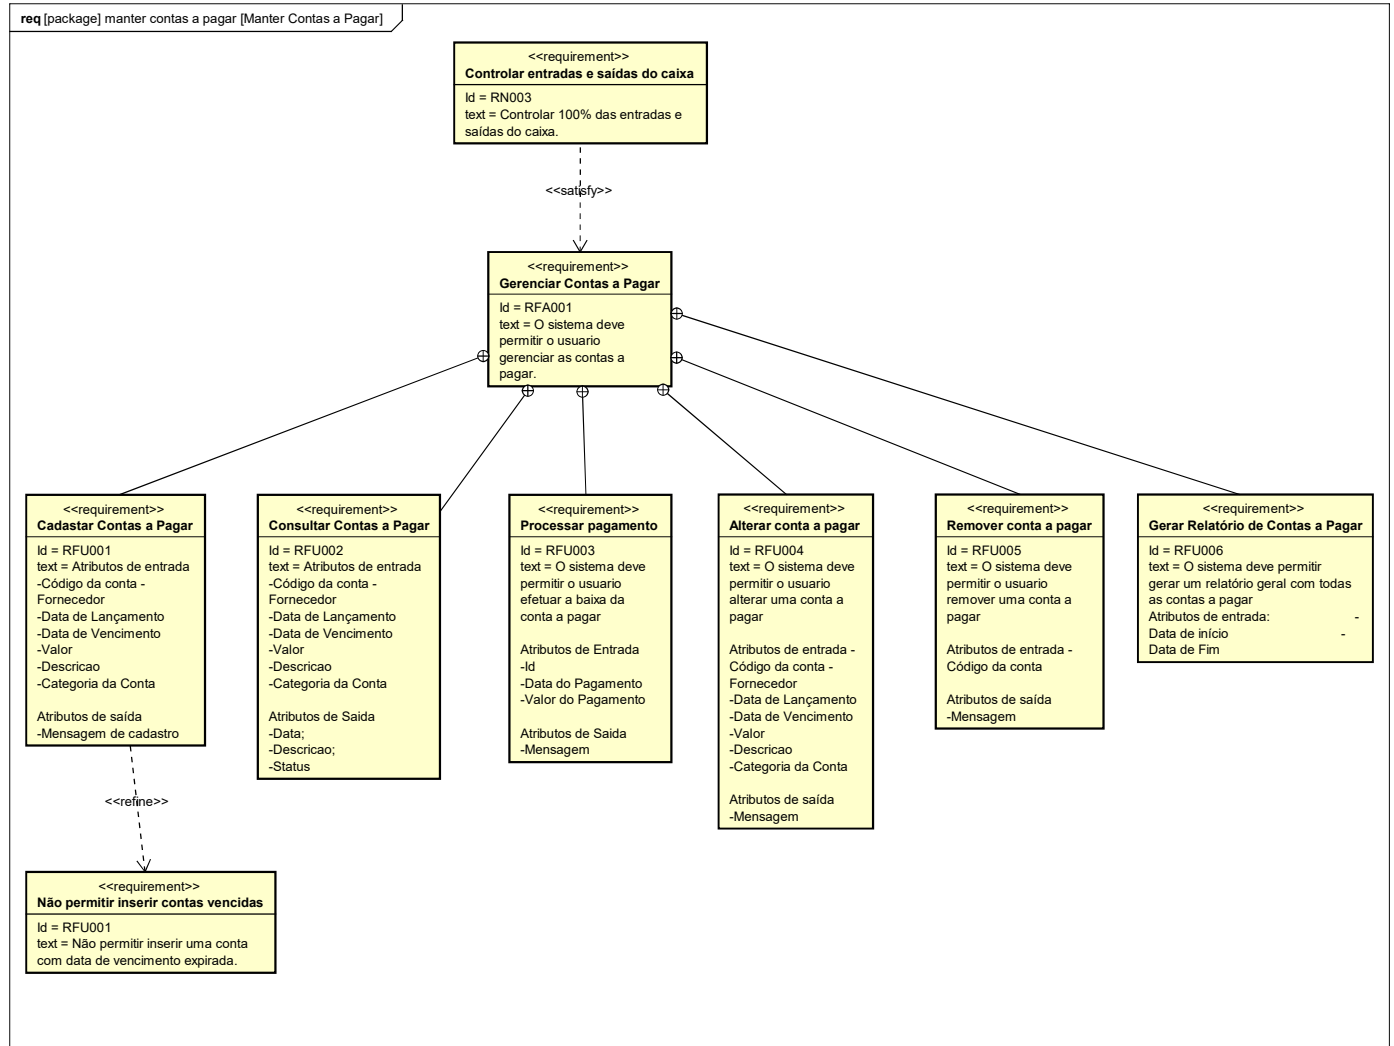 req [package] manter contas a pagar [Manter Contas a Pagar]
<<requirement>>
Controlar entradas e saídas do caixa
Id = RN003
text = Controlar 100% das entradas e
saídas do caixa.
<<satisfy>>
<<requirement>>
Gerenciar Contas a Pagar
Id = RFA001
text = O sistema deve
permitir o usuario
gerenciar as contas a
pagar.
<<requirement>>
Cadastar Contas a Pagar
Id = RFU001
text = Atributos de entrada
-Código da conta -
Fornecedor
-Data de Lançamento
-Data de Vencimento
-Valor
-Descricao
-Categoria da Conta
Atributos de saída
-Mensagem de cadastro
<<requirement>>
Consultar Contas a Pagar
Id = RFU002
text = Atributos de entrada
-Código da conta -
Fornecedor
-Data de Lançamento
-Data de Vencimento
-Valor
-Descricao
-Categoria da Conta
Atributos de Saida
-Data;
-Descricao;
-Status
<<requirement>>
Processar pagamento
Id = RFU003
text = O sistema deve
permitir o usuario
efetuar a baixa da
conta a pagar
Atributos de Entrada
-Id
-Data do Pagamento
-Valor do Pagamento
Atributos de Saida
-Mensagem
<<requirement>>
Alterar conta a pagar
Id = RFU004
text = O sistema deve
permitir o usuario
alterar uma conta a
pagar
Atributos de entrada -
Código da conta -
Fornecedor
-Data de Lançamento
-Data de Vencimento
-Valor
-Descricao
-Categoria da Conta
Atributos de saída
-Mensagem
<<requirement>>
Remover conta a pagar
Id = RFU005
text = O sistema deve
permitir o usuario
remover uma conta a
pagar
Atributos de entrada -
Código da conta
Atributos de saída
-Mensagem
<<requirement>>
Gerar Relatório de Contas a Pagar
Id = RFU006
text = O sistema deve permitir
gerar um relatório geral com todas
as contas a pagar
Atributos de entrada: -
Data de início -
Data de Fim
<<refine>>
<<requirement>>
Não permitir inserir contas vencidas
Id = RFU001
text = Não permitir inserir uma conta
com data de vencimento expirada.